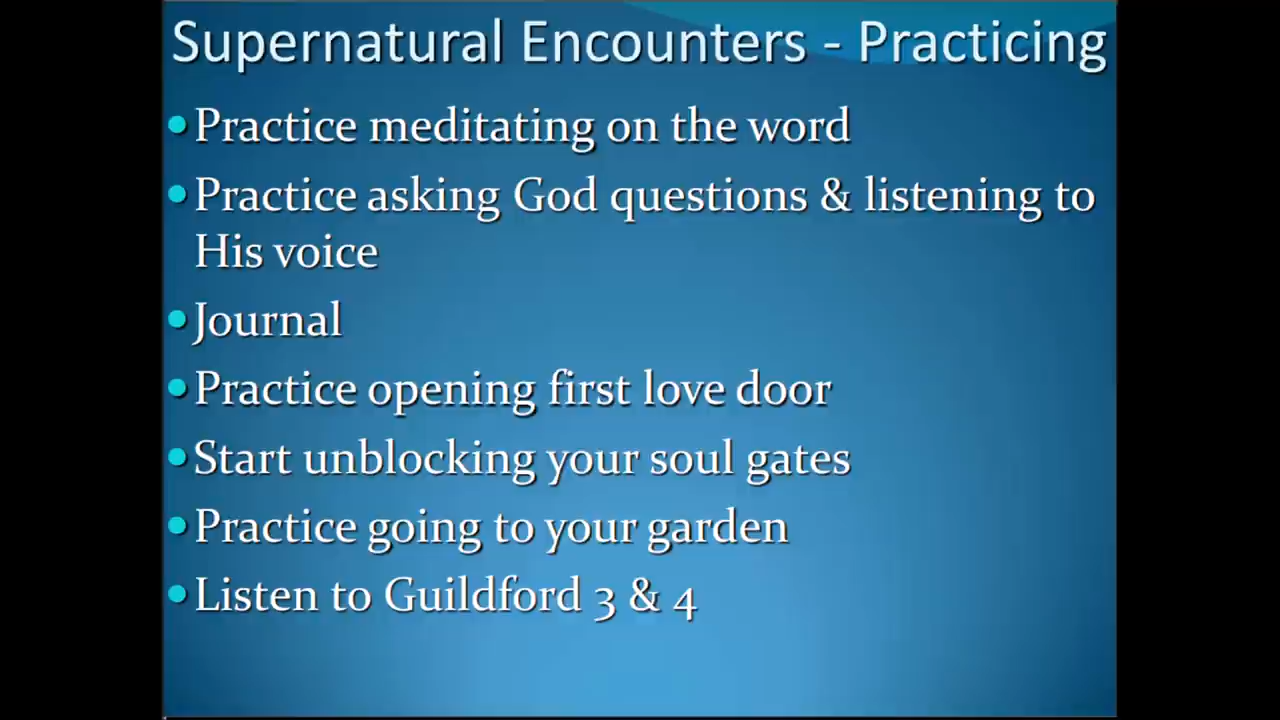 Supernatural Encounters - Practicing
• Practice meditating on the word
• Practice asking God questions & listening to
His voice
• Journal
• Practice opening first love door
• Start unblocking your soul gates
• Practice going to your garden
• Listen to Guildford 3 & 4